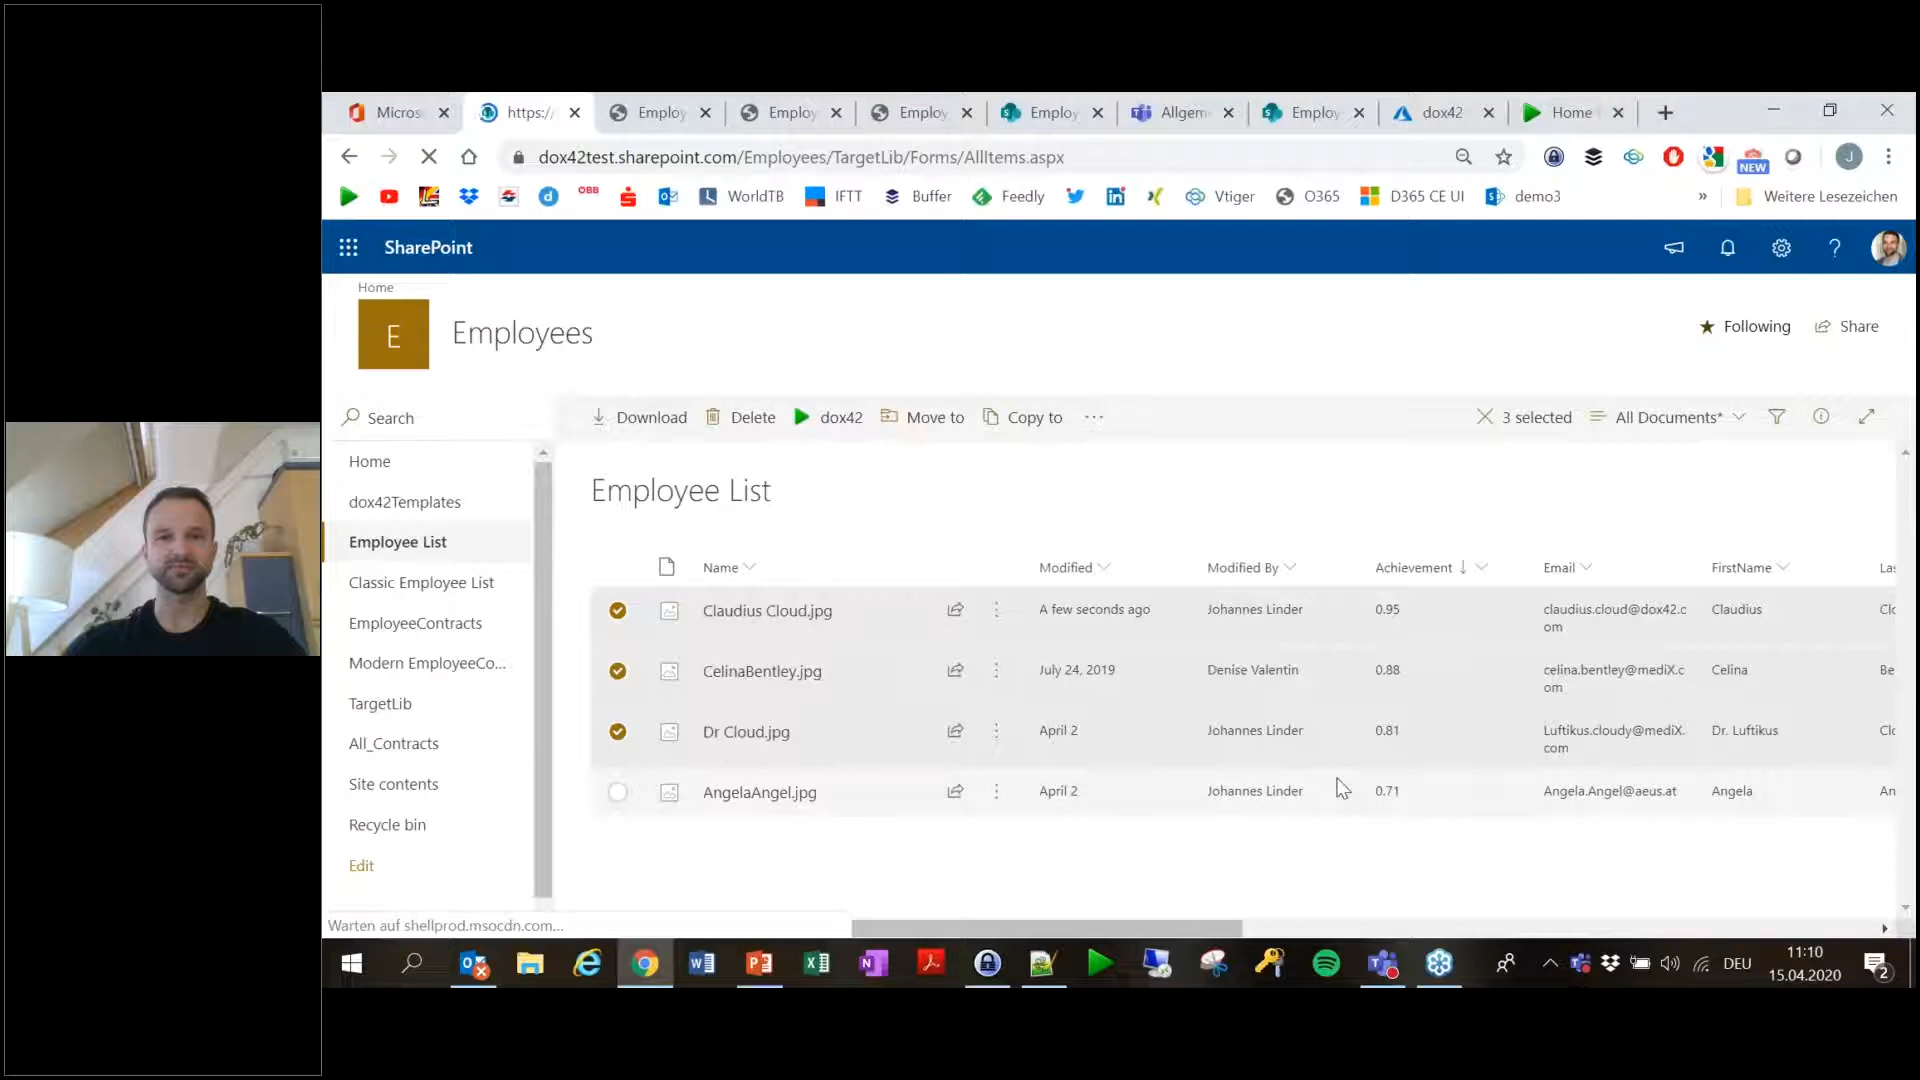 Micros
https:/
Employ
Employ
Employ
Employ
Allgem
Employ
dox42
Home
dox42test.sharepoint.com/Employees/TargetLib/Forms/AllItems.aspx
NEW
J
OBB
WorldTB
IFTT
Buffer
Feedly
Vtiger
O365
D365 CE UI
demo3
»
Weitere Lesezeichen
SharePoint
Home
E
Employees
Following
Share
Search
Download
Delete
dox42
Move to
Copy to
3 selected
All Documents*
Home
dox42Templates
Employee List
Classic Employee List
EmployeeContracts
Modern EmployeeCo...
TargetLib
All_Contracts
Site contents
Recycle bin
Edit
Employee List
Name
Modified
Modified By
Achievement
Email
FirstName
Las
Claudius Cloud.jpg
A few seconds ago
Johannes Linder
0.95
claudius.cloud@dox42.c
om
Claudius
Clo
CelinaBentley.jpg
July 24, 2019
Denise Valentin
0.88
celina.bentley@mediX.c
om
Celina
Be
Dr Cloud.jpg
April 2
Johannes Linder
0.81
Luftikus.cloudy@mediX.
com
Dr. Luftikus
Clo
AngelaAngel.jpg
April 2
Johannes Linder
0.71
Angela.Angel@aeus.at
Angela
An
Warten auf shellprod.msocdn.com...
DEU
11:10
15.04.2020
2